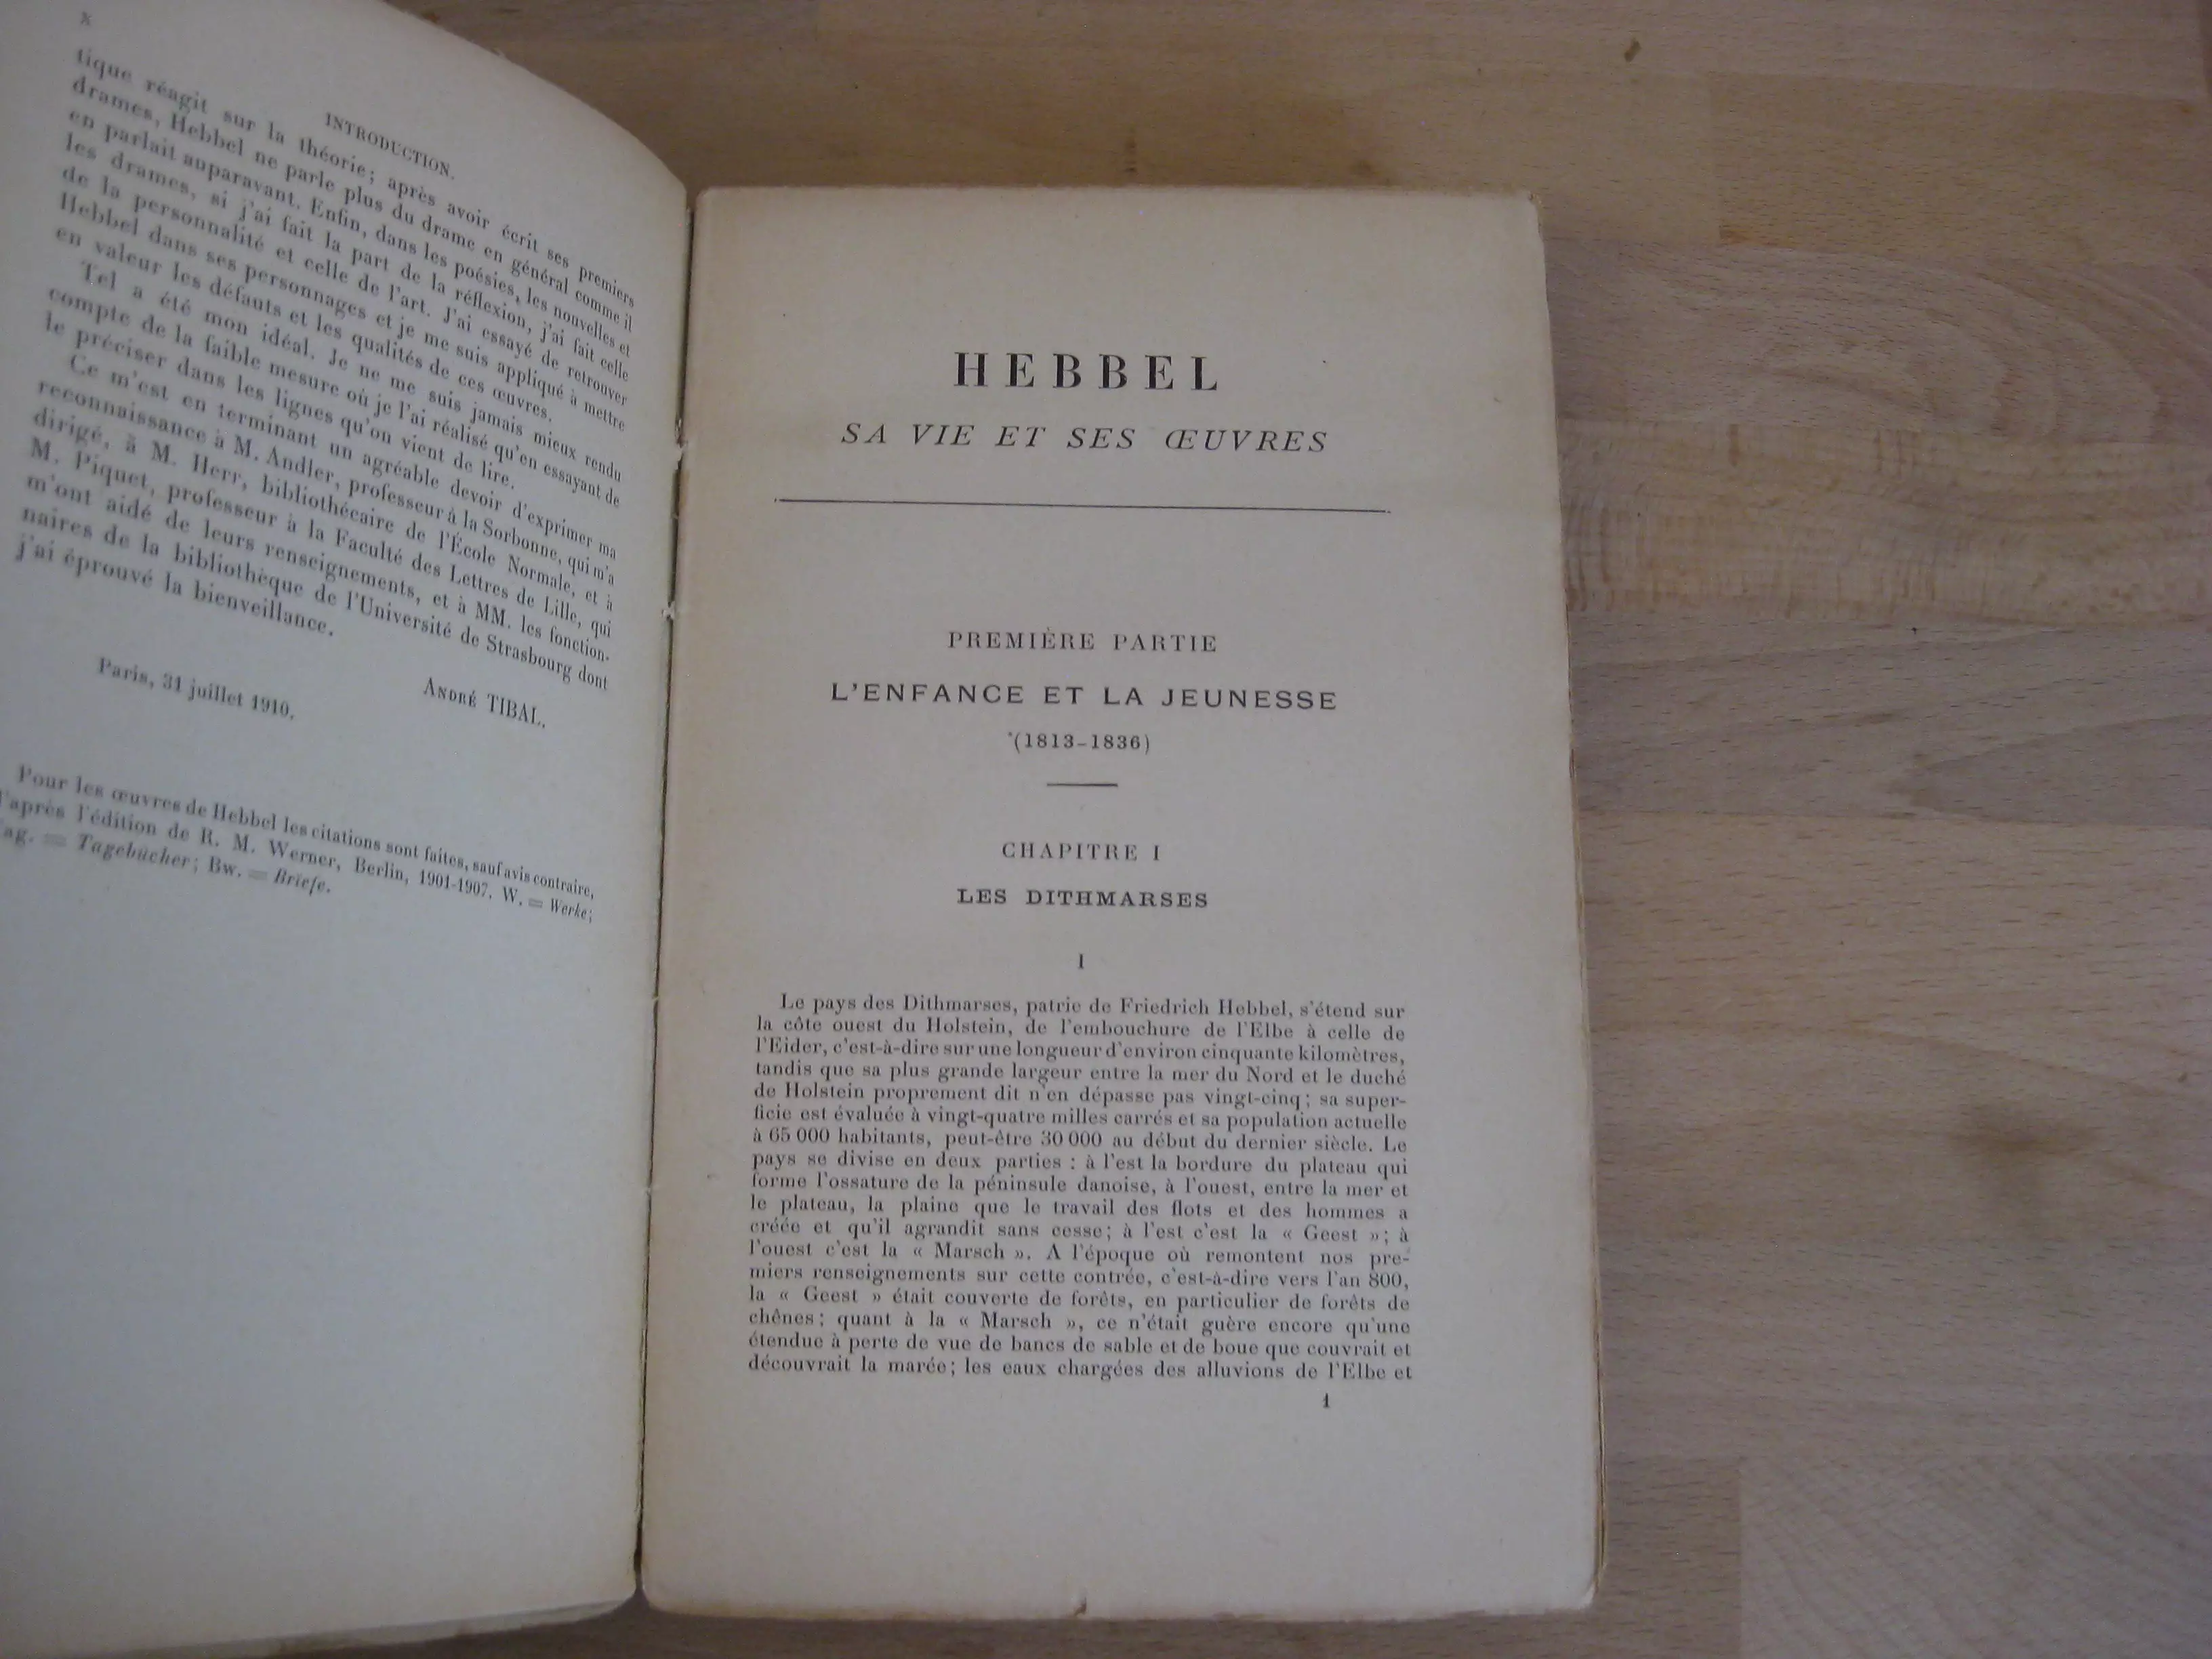 X
INTRODUCTION.
tique réagit sur la théorie; après avoir écrit ses premiers
drames, Hebbel ne parle plus du drame en général comme il
en parlait auparavant. Enfin, dans les poésies, les nouvelles et
les drames, si j'ai fait la part de la réflexion, j'ai fait celle
de la personnalité et celle de l'art. J'ai essayé de retrouver
Hebbel dans ses personnages et je me suis appliqué à mettre
en valeur les défauts et les qualités de ces œuvres.
Tel a été mon idéal. Je ne me suis jamais mieux rendu
compte de la faible mesure où je l'ai réalisé qu'en essayant de
le préciser dans les lignes qu'on vient de lire.
Ce m'est en terminant un agréable devoir d'exprimer ma
reconnaissance à M. Andler, professeur à la Sorbonne, qui m'a
dirigé, à M. Herr, bibliothécaire de l'École Normale, et à
M. Piquet, professeur à la Faculté des Lettres de Lille, qui
m'ont aidé de leurs renseignements, et à MM. les fonction-
naires de la bibliothèque de l'Université de Strasbourg dont
j'ai éprouvé la bienveillance.
ANDRÉ TIBAL.
Paris, 31 juillet 1910.
Pour les œuvres de Hebbel les citations sont faites, sauf avis contraire,
d'après l'édition de R. M. Werner, Berlin, 1901-1907. W. = Werke;
Tag. = Tagebücher; Bw. = Briefe.
HEBBEL
SA VIE ET SES ŒUVRES
PREMIÈRE PARTIE
L'ENFANCE ET LA JEUNESSE
(1813-1836)
CHAPITRE I
LES DITHMARSES
I
Le pays des Dithmarses, patrie de Friedrich Hebbel, s'étend sur
la côte ouest du Holstein, de l'embouchure de l'Elbe à celle de
l'Eider, c'est-à-dire sur une longueur d'environ cinquante kilomètres,
tandis que sa plus grande largeur entre la mer du Nord et le duché
de Holstein proprement dit n'en dépasse pas vingt-cinq; sa super-
ficie est évaluée à vingt-quatre milles carrés et sa population actuelle
à 65 000 habitants, peut-être 30 000 au début du dernier siècle. Le
pays se divise en deux parties : à l'est la bordure du plateau qui
forme l'ossature de la péninsule danoise, à l'ouest, entre la mer et
le plateau, la plaine que le travail des flots et des hommes a
créée et qu'il agrandit sans cesse; à l'est c'est la « Geest »; à
l'ouest c'est la « Marsch ». A l'époque où remontent nos pre-
miers renseignements sur cette contrée, c'est-à-dire vers l'an 800,
la « Geest » était couverte de forêts, en particulier de forêts de
chênes; quant à la « Marsch », ce n'était guère encore qu'une
étendue à perte de vue de bancs de sable et de boue que couvrait et
découvrait la marée; les eaux chargées des alluvions de l'Elbe et
1